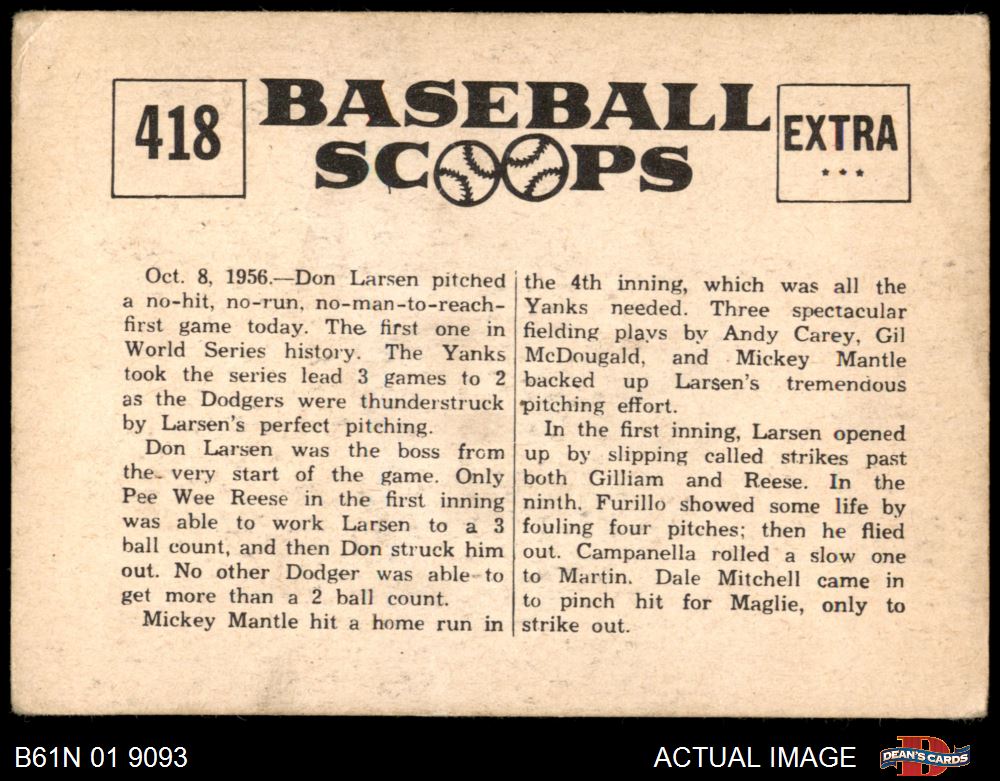 418
BASEBALL
SCOOPS
EXTRA
***
Oct. 8, 1956.—Don Larsen pitched
a no-hit, no-run, no-man-to-reach-
first game today. The first one in
World Series history. The Yanks
took the series lead 3 games to 2
as the Dodgers were thunderstruck
by Larsen's perfect pitching.
Don Larsen was the boss from
the very start of the game. Only
Pee Wee Reese in the first inning
was able to work Larsen to a 3
ball count, and then Don struck him
out. No other Dodger was able to
get more than a 2 ball count.
Mickey Mantle hit a home run in
the 4th inning, which was all the
Yanks needed. Three spectacular
fielding plays by Andy Carey, Gil
McDougald, and Mickey Mantle
backed up Larsen's tremendous
pitching effort.
In the first inning, Larsen opened
up by slipping called strikes past
both Gilliam and Reese. In the
ninth, Furillo showed some life by
fouling four pitches; then he flied
out. Campanella rolled a slow one
to Martin. Dale Mitchell came in
to pinch hit for Maglie, only to
strike out.
B61N 01 9093
ACTUAL IMAGE
D
DEAN'S CARDS